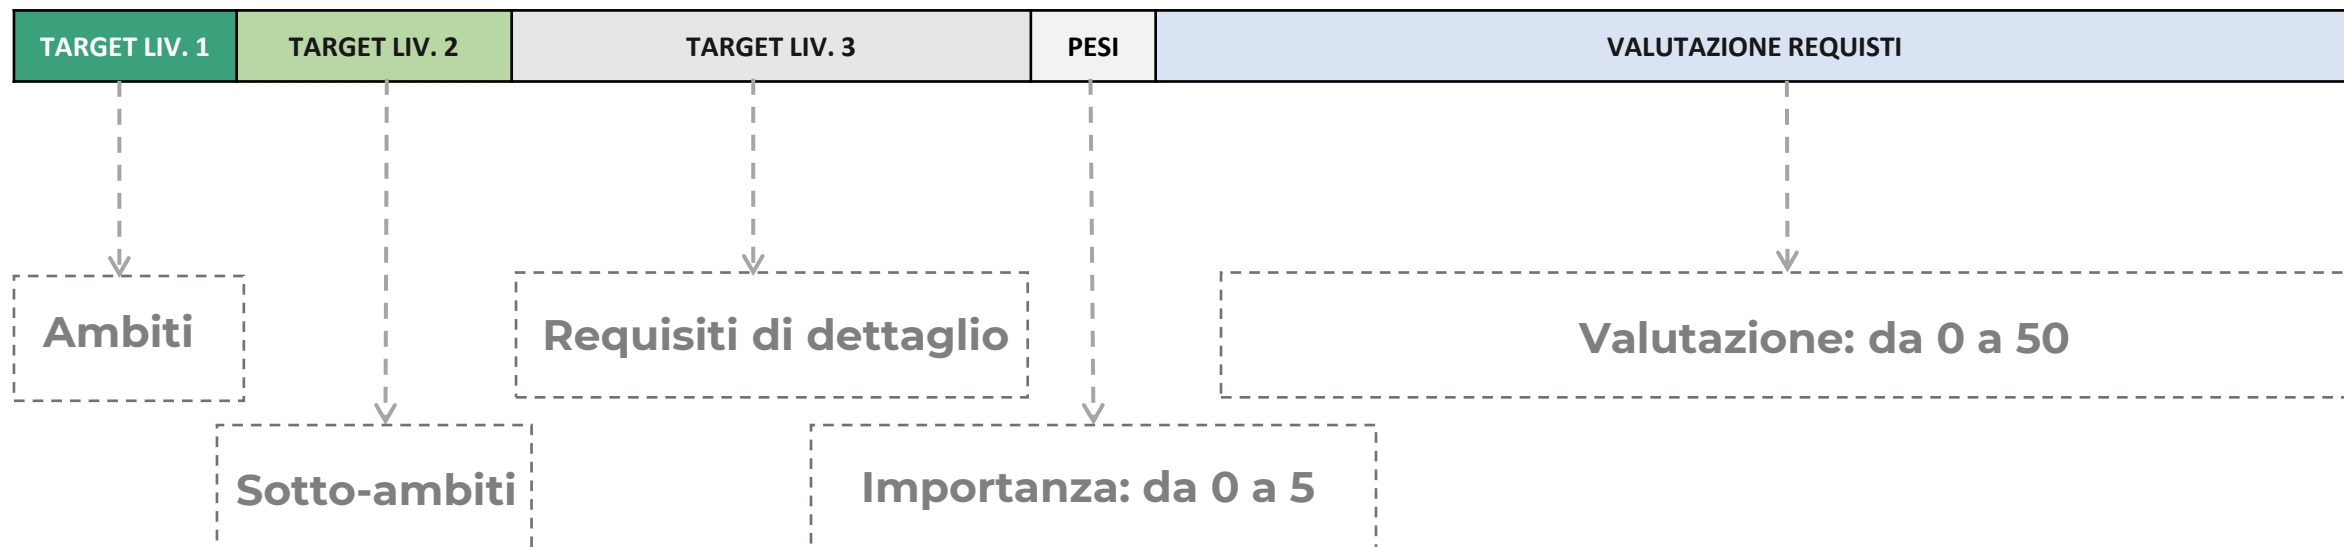 TARGET LIV. 1
TARGET LIV. 2
TARGET LIV. 3
PESI
VALUTAZIONE REQUISTI
Ambiti
Requisiti di dettaglio
Valutazione: da 0 a 50
Sotto-ambiti
Importanza: da 0 a 5